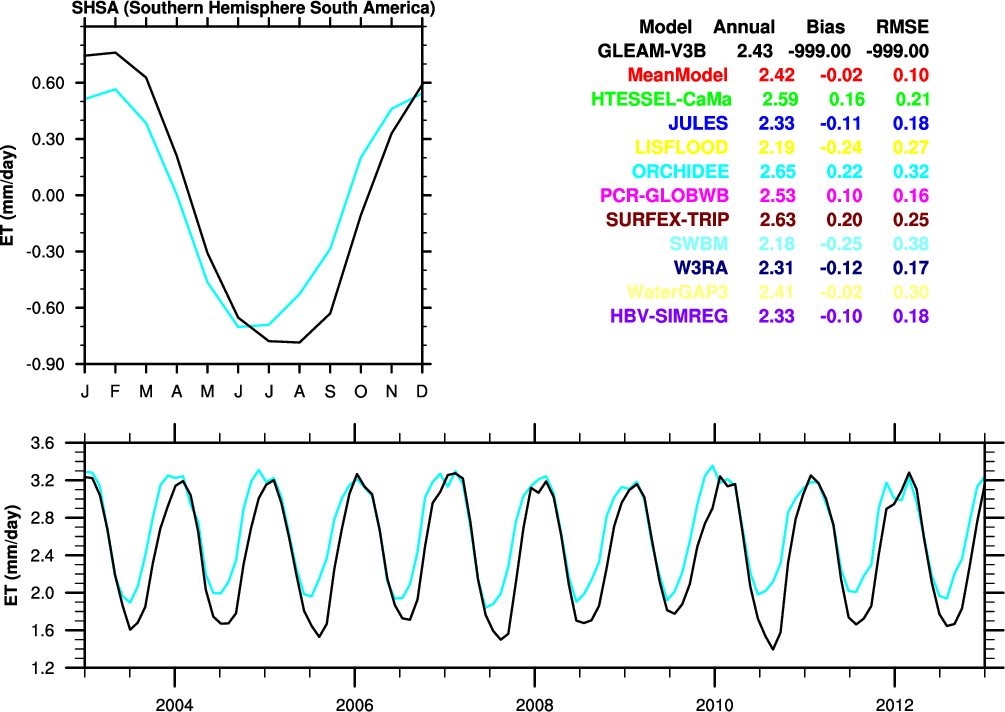 SHSA (Southern Hemisphere South America)
ET (mm/day)
0.60
0.30
0.00
-0.30
-0.60
-0.90
J F M A M J J A S O N D
Model Annual Bias RMSE
GLEAM-V3B 2.43 -999.00 -999.00
MeanModel 2.42 -0.02 0.10
HTESSEL-CaMa 2.59 0.16 0.21
JULES 2.33 -0.11 0.18
LISFLOOD 2.19 -0.24 0.27
ORCHIDEE 2.65 0.22 0.32
PCR-GLOBWB 2.53 0.10 0.16
SURFEX-TRIP 2.63 0.20 0.25
SWBM 2.18 -0.25 0.38
W3RA 2.31 -0.12 0.17
WaterGAP3 2.41 -0.02 0.30
HBV-SIMREG 2.33 -0.10 0.18
ET (mm/day)
3.6
3.2
2.8
2.4
2.0
1.6
1.2
2004 2006 2008 2010 2012